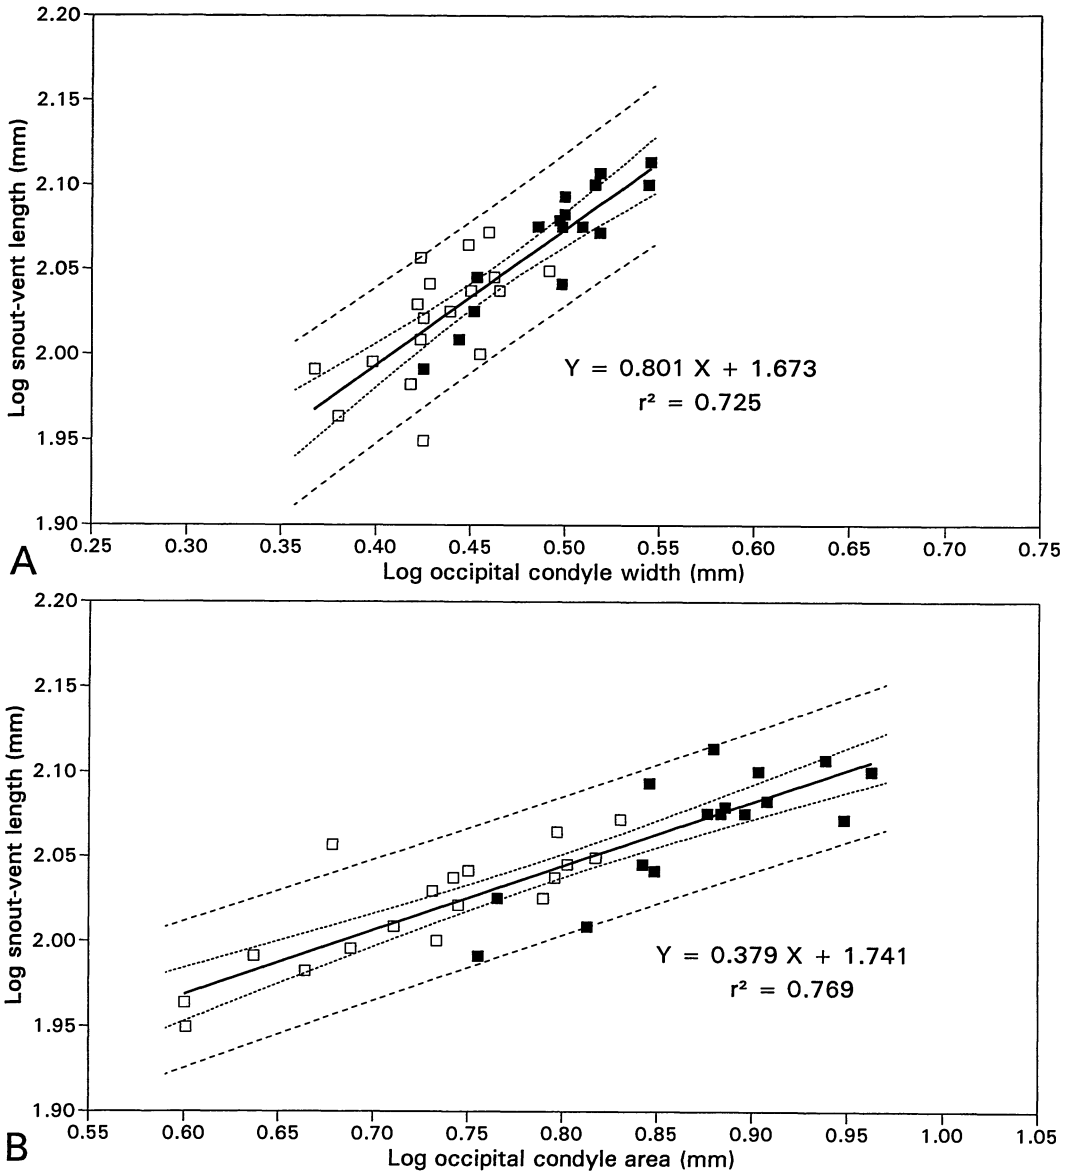 2.20
2.15
2.10
2.05
2.00
1.95
1.90
Log snout-vent length (mm)
Y = 0.801 X + 1.673
r² = 0.725
0.25 0.30 0.35 0.40 0.45 0.50 0.55 0.60 0.65 0.70 0.75
A
Log occipital condyle width (mm)
2.20
2.15
2.10
2.05
2.00
1.95
1.90
Log snout-vent length (mm)
Y = 0.379 X + 1.741
r² = 0.769
0.55 0.60 0.65 0.70 0.75 0.80 0.85 0.90 0.95 1.00 1.05
B
Log occipital condyle area (mm)